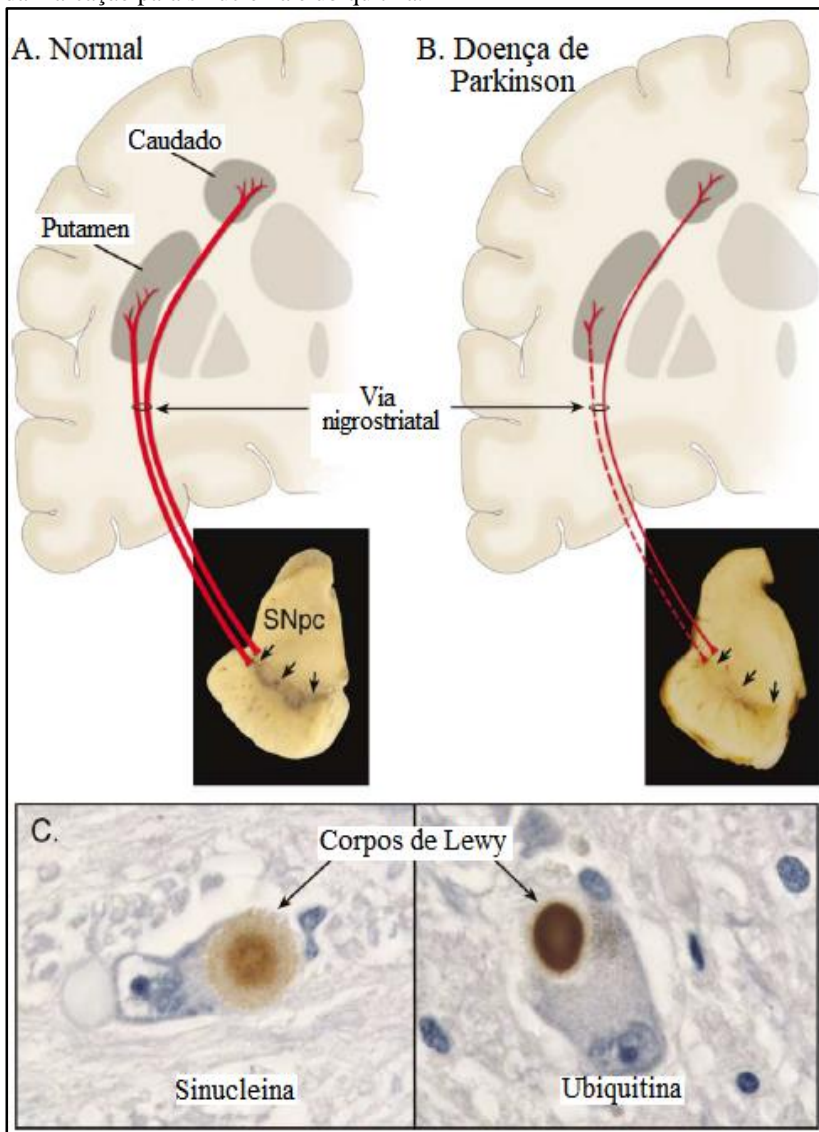 A. Normal
B. Doença de
Parkinson
Caudado
Putamen
Via
nigrostriatal
SNpc
C.
Corpos de Lewy
Sinucleina
Ubiquitina